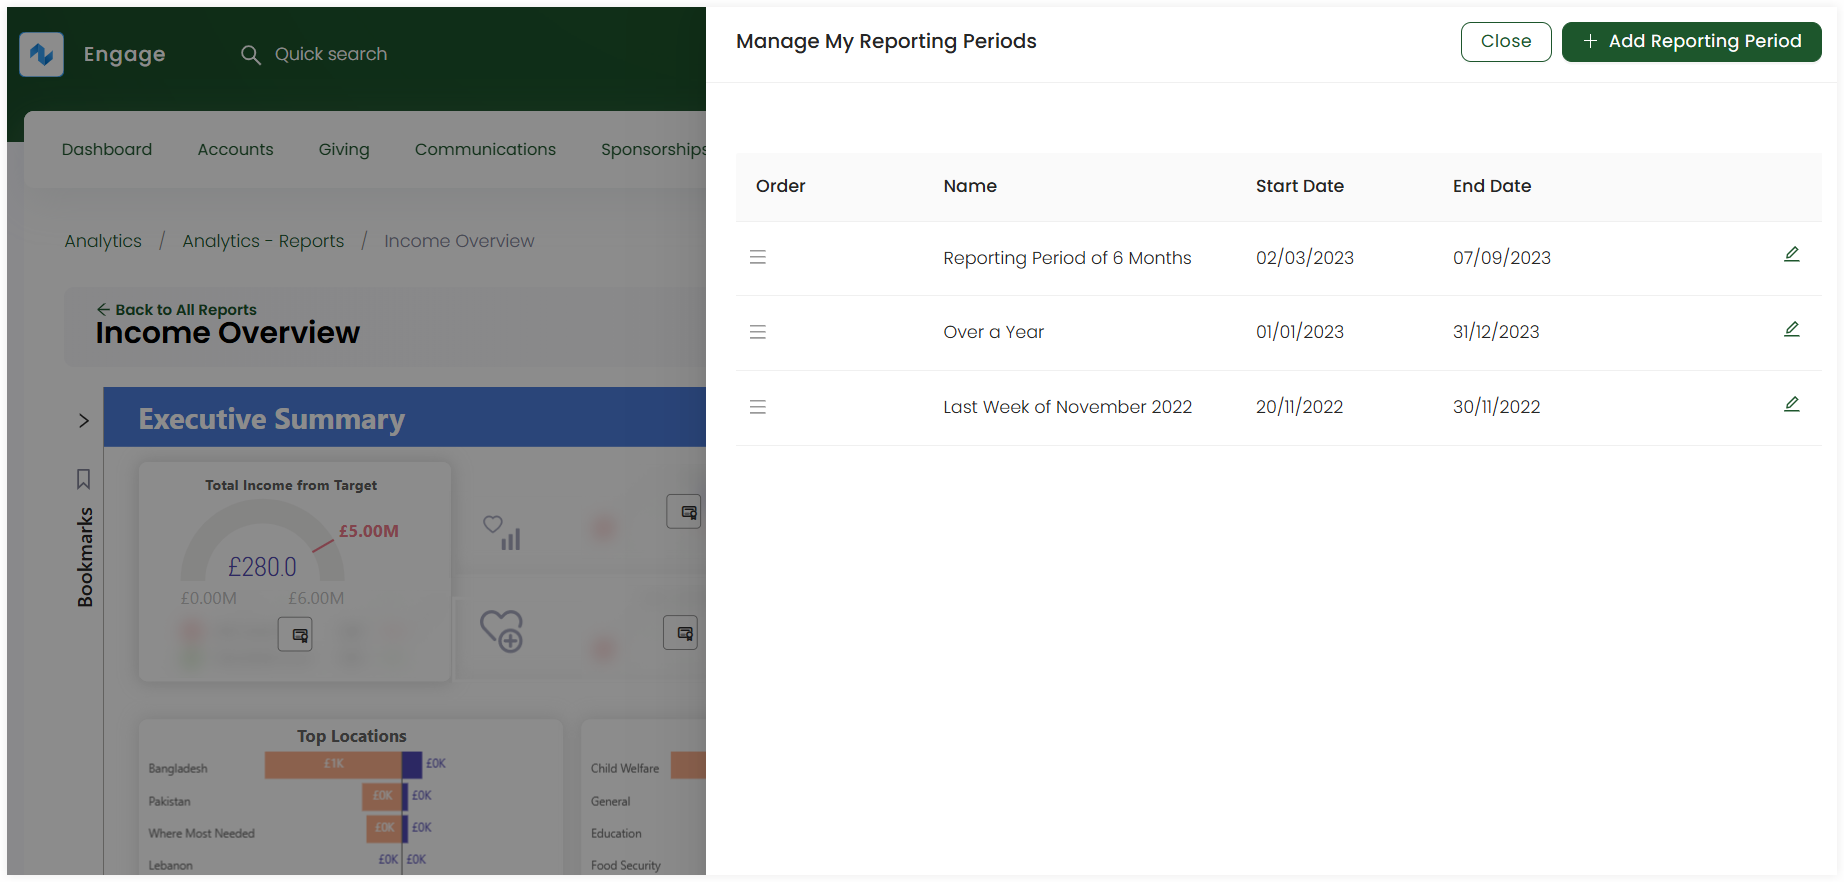 Engage
Quick search
Manage My Reporting Periods
Close
Add Reporting Period
Dashboard
Accounts
Giving
Communications
Sponsorships
Analytics / Analytics - Reports / Income Overview
Back to All Reports
Income Overview
Bookmarks
Executive Summary
Total Income from Target
£5.00M
£280.0
£0.00M
£6.00M
Top Locations
Bangladesh £1K £0K
Pakistan £0K £0K
Where Most Needed £0K £0K
Lebanon £0K £0K
Child Welfare
General
Education
Food Security
Order Name Start Date End Date
Reporting Period of 6 Months 02/03/2023 07/09/2023
Over a Year 01/01/2023 31/12/2023
Last Week of November 2022 20/11/2022 30/11/2022